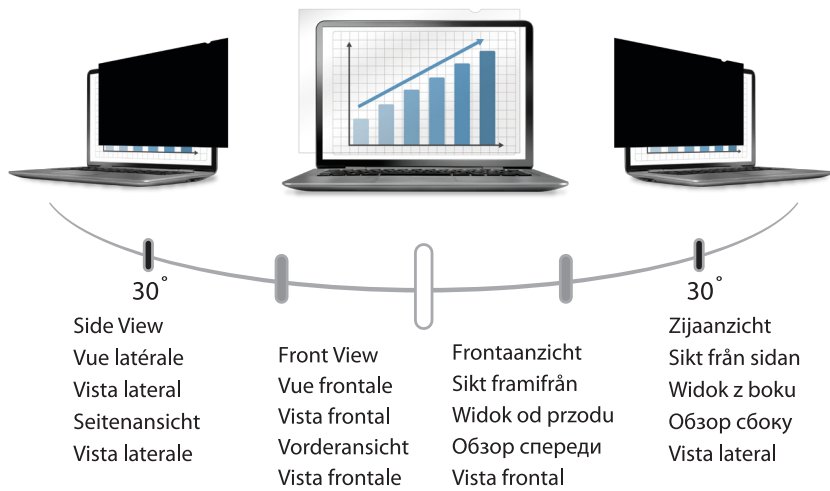 30°
Side View
Vue latérale
Vista lateral
Seitenansicht
Vista laterale
Front View
Vue frontale
Vista frontal
Vorderansicht
Vista frontale
Frontaanzicht
Sikt framifrån
Widok od przodu
Обзор спереди
Vista frontal
30°
Zijaanzicht
Sikt från sidan
Widok z boku
Обзор сбоку
Vista lateral